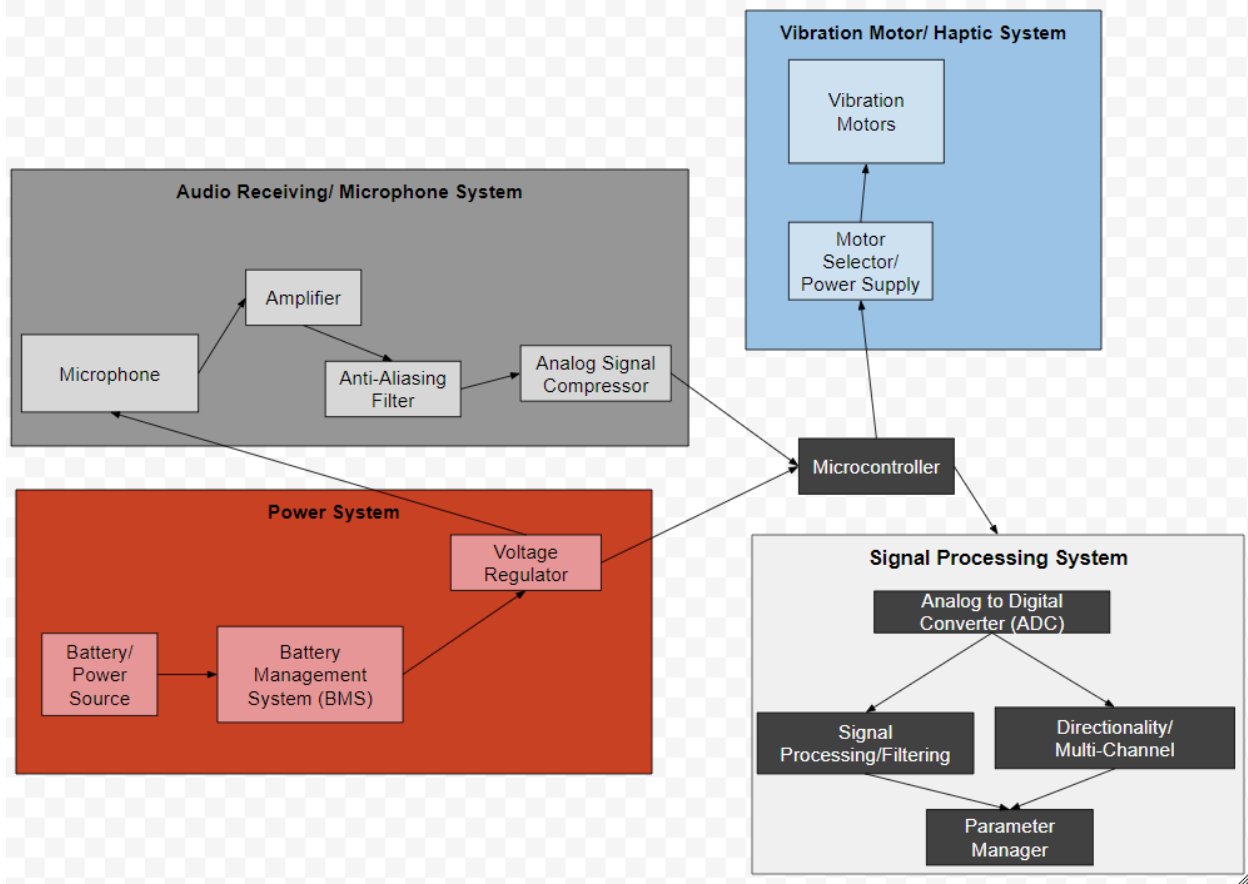 Vibration Motor/ Haptic System
Vibration
Motors
Motor
Selector/
Power Supply
Audio Receiving/ Microphone System
Amplifier
Microphone
Anti-Aliasing
Filter
Analog Signal
Compressor
Microcontroller
Power System
Voltage
Regulator
Battery/
Power
Source
Battery
Management
System (BMS)
Signal Processing System
Analog to Digital
Converter (ADC)
Signal
Processing/Filtering
Directionality/
Multi-Channel
Parameter
Manager